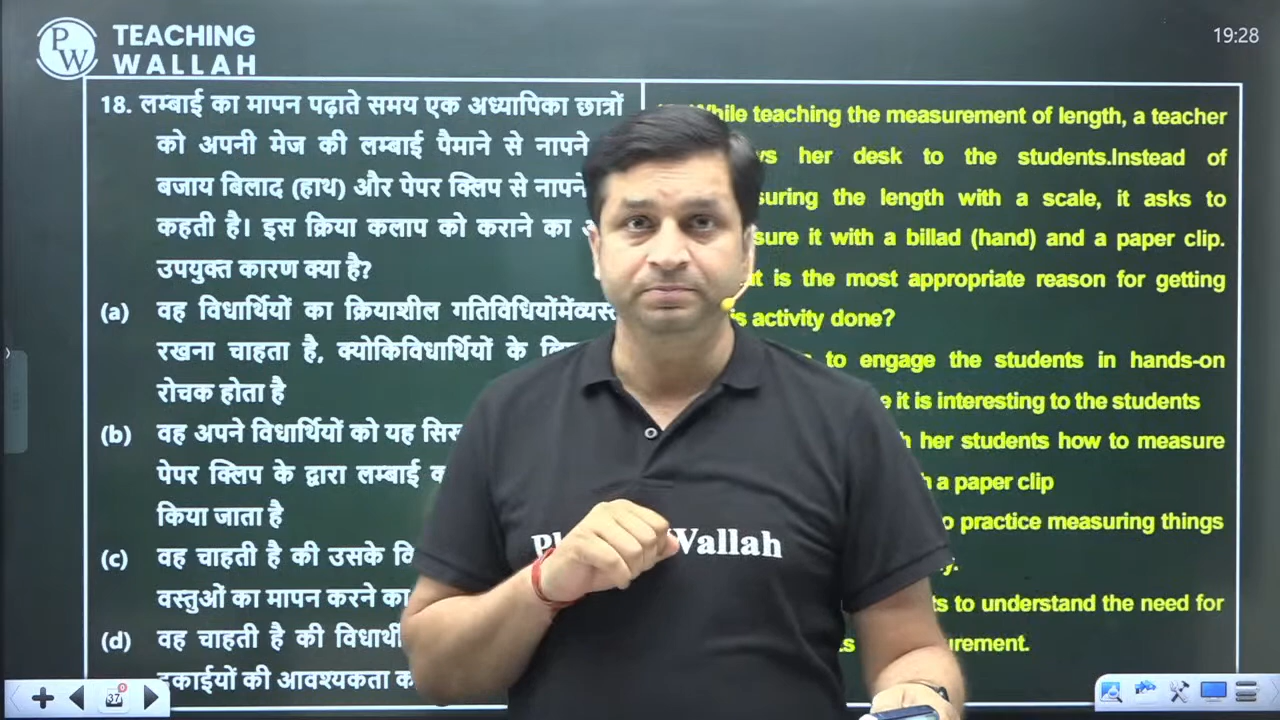 PW
TEACHING
WALLAH
19:28
18. लम्बाई का मापन पढ़ाते समय एक अध्यापिका छात्रों
को अपनी मेज की लम्बाई पैमाने से नापने
बजाय बिलाद (हाथ) और पेपर क्लिप से नापने
कहती है। इस क्रिया कलाप को कराने का
उपयुक्त कारण क्या है?
(a) वह विधार्थियों का क्रियाशील गतिविधियोंमेंव्यस्त
रखना चाहता है, क्योकिविधार्थियों के
रोचक होता है
(b) वह अपने विधार्थियों को यह
पेपर क्लिप के द्वारा लम्बाई
किया जाता है
(c) वह चाहती है की उसके
वस्तुओं का मापन करने का
(d) वह चाहती है की
इकाईयों की आवश्यकता
While teaching the measurement of length, a teacher
her desk to the students.Instead of
the length with a scale, it asks to
it with a billad (hand) and a paper clip.
is the most appropriate reason for getting
activity done?
to engage the students in hands-on
it is interesting to the students
her students how to measure
a paper clip
practice measuring things
to understand the need for
Wallah
37